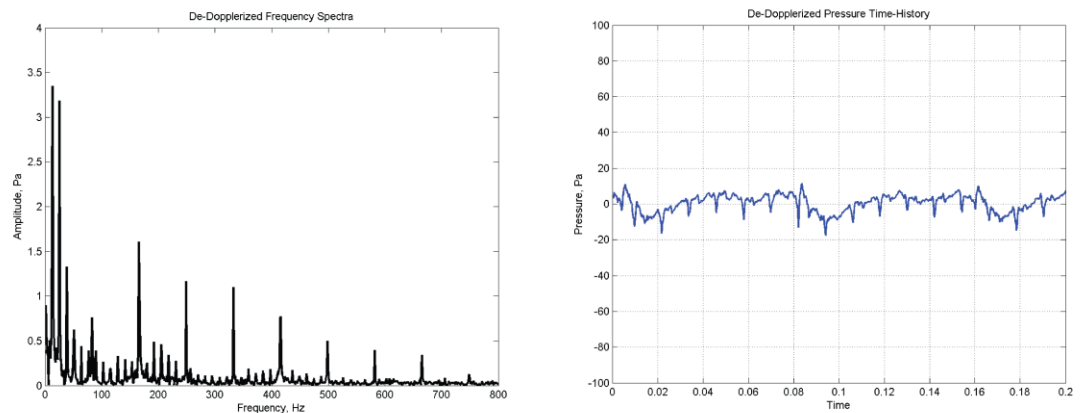 De-Dopplerized Frequency Spectra
4
3.5
3
2.5
2
1.5
1
0.5
0
Amplitude, Pa
0 100 200 300 400 500 600 700 800
Frequency, Hz
De-Dopplerized Pressure Time-History
100
80
60
40
20
0
-20
-40
-60
-80
-100
Pressure, Pa
0 0.02 0.04 0.06 0.08 0.1 0.12 0.14 0.16 0.18 0.2
Time